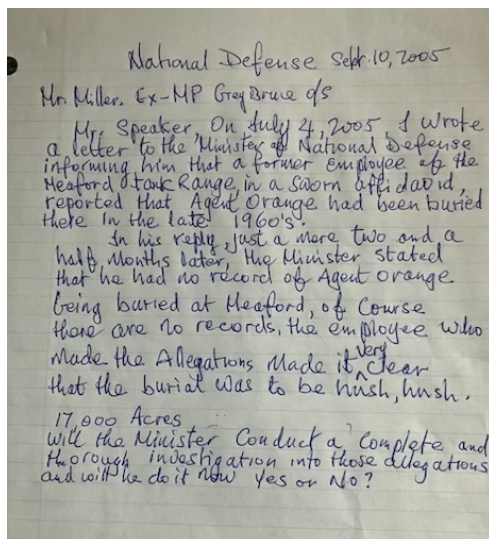 National Defense Sept. 10, 2005
Mr. Miller. Ex-MP Grey Bruce o/s
Mr. Speaker, On July 4, 2005, I wrote
a letter to the Minister of National Defense
informing him that a former employee of the
Meaford tank Range, in a sworn affidavid,
reported that Agent Orange had been buried
there in the late 1960's.
In his reply, just a mere two and a
half months later, the Minister stated
that he had no record of Agent orange
being buried at Meaford, of Course
there are no records, the employee who
made the Allegations made it very clear
that the burial was to be hush, hush.
17,000 Acres
will the Minister Conduct a Complete and
thorough investigation into those allegations
and will he do it now Yes or No?